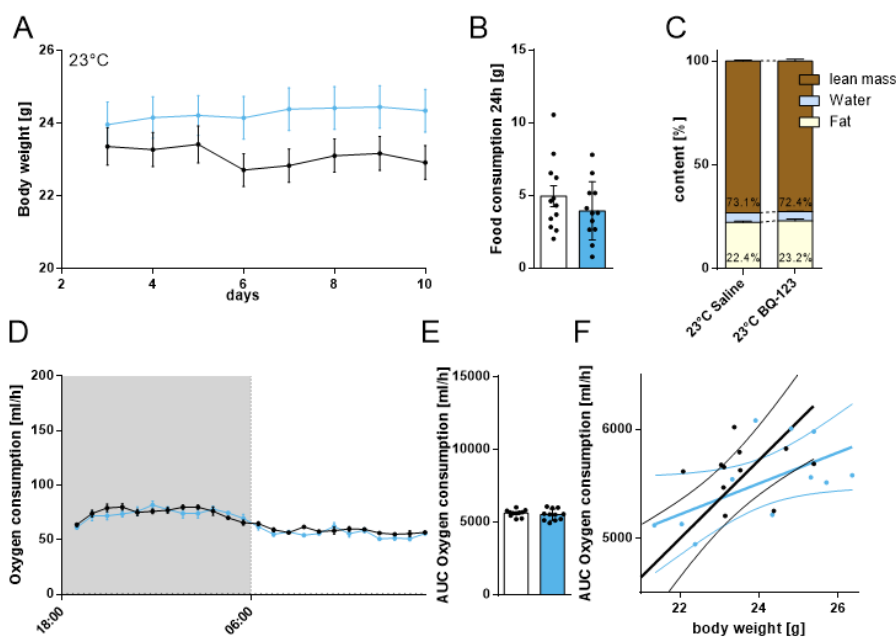 A
23°C
Body weight [g]
26
24
22
20
2
4
6
8
10
days
B
Food consumption 24h [g]
15
10
5
0
C
content [%]
100
50
0
73.1%
72.4%
22.4%
23.2%
23°C Saline
23°C BQ-123
lean mass
Water
Fat
D
Oxygen consumption [ml/h]
200
150
100
50
0
18:00
06:00
E
AUC Oxygen consumption [ml/h]
15000
10000
5000
0
F
AUC Oxygen consumption [ml/h]
6000
5000
22
24
26
body weight [g]